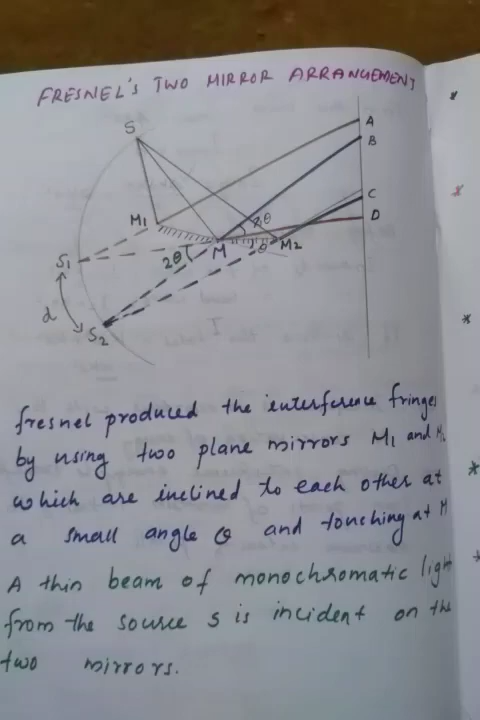 FRESNEL'S TWO MIRROR ARRANGEMENT
S
A
B
M1
2θ
C
D
S1
M
θ
M2
2θ
d
S2
fresnel produced the interference fringes
by using two plane mirrors M1 and M2
which are inclined to each other at
a small angle θ and touching at M
A thin beam of monochromatic light
from the source S is incident on the
two mirrors.